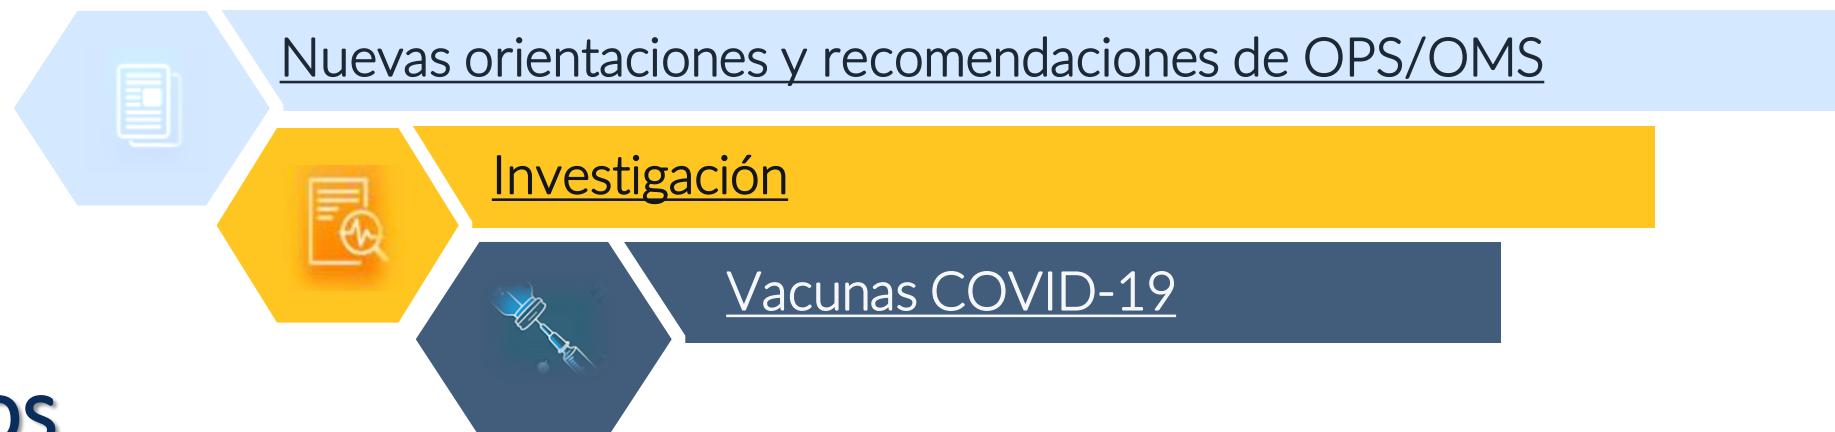 Nuevas orientaciones y recomendaciones de OPS/OMS
Investigación
Vacunas COVID-19